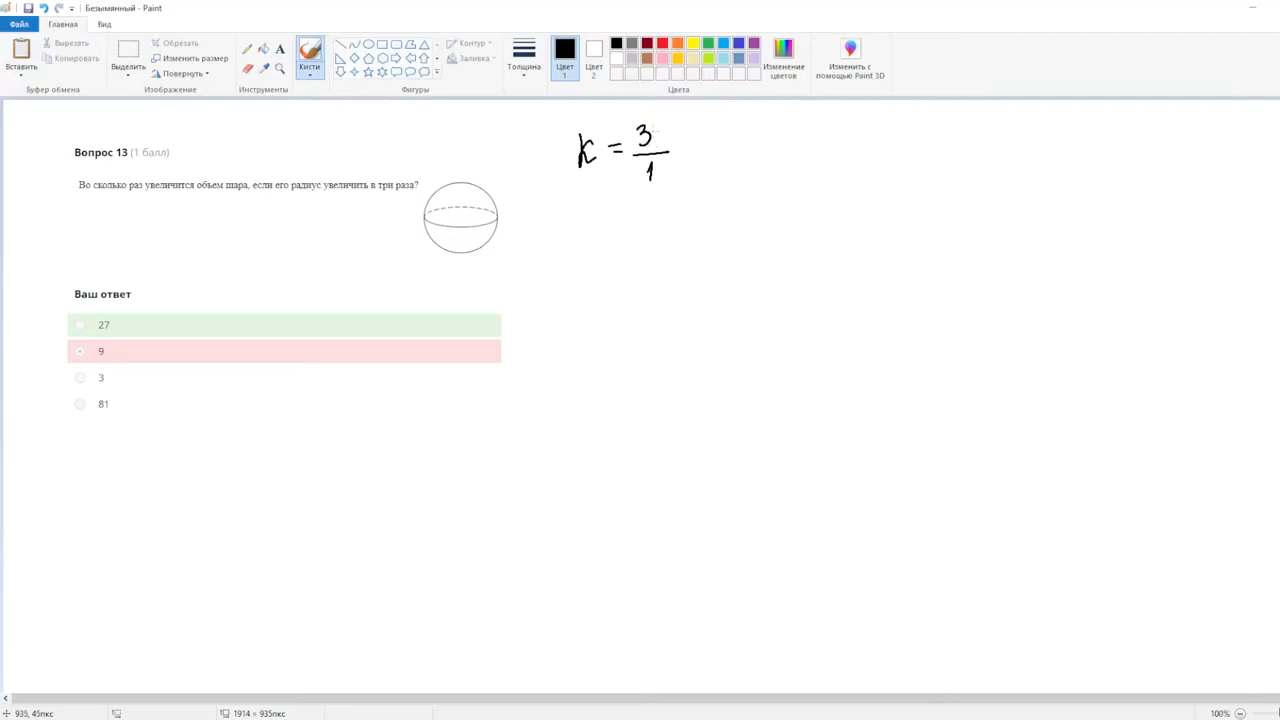 Безымянный - Paint
Файл
Главная
Вид
Вставить
Вырезать
Копировать
Буфер обмена
Выделить
Обрезать
Изменить размер
Повернуть
Изображение
A
Инструменты
Кисти
Контур
Заливка
Фигуры
Толщина
Цвет 1
Цвет 2
Изменение цветов
Цвета
Изменить с помощью Paint 3D
Вопрос 13 (1 балл)
Во сколько раз увеличится объем шара, если его радиус увеличить в три раза?
K = 3/1
Ваш ответ
27
9
3
81
935, 45пкс
1914 × 935пкс
100%